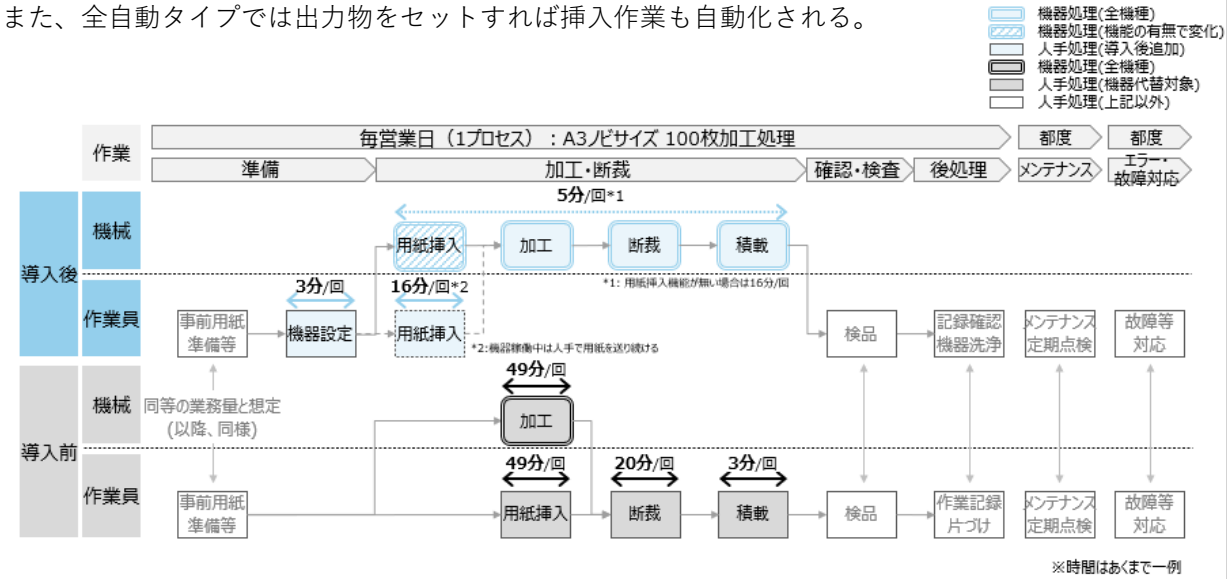 また、全自動タイプでは出力物をセットすれば挿入作業も自動化される。
機器処理(全機種)
機器処理(機能の有無で変化)
人手処理(導入後追加)
機器処理(全機種)
人手処理(機器代替対象)
人手処理(上記以外)
作業
毎営業日（1プロセス）：A3ノビサイズ 100枚加工処理
都度
都度
準備
加工・断裁
確認・検査
後処理
メンテナンス
エラー・
故障対応
導入後
機械
5分/回*1
用紙挿入
加工
断裁
積載
*1: 用紙挿入機能が無い場合は16分/回
作業員
3分/回
16分/回*2
事前用紙
準備等
機器設定
用紙挿入
*2:機器稼働中は人手で用紙を送り続ける
検品
記録確認
機器洗浄
メンテナンス
定期点検
故障等
対応
導入前
機械
同等の業務量と想定
(以降、同様)
49分/回
加工
作業員
49分/回
20分/回
3分/回
事前用紙
準備等
用紙挿入
断裁
積載
検品
作業記録
片づけ
メンテナンス
定期点検
故障等
対応
※時間はあくまで一例